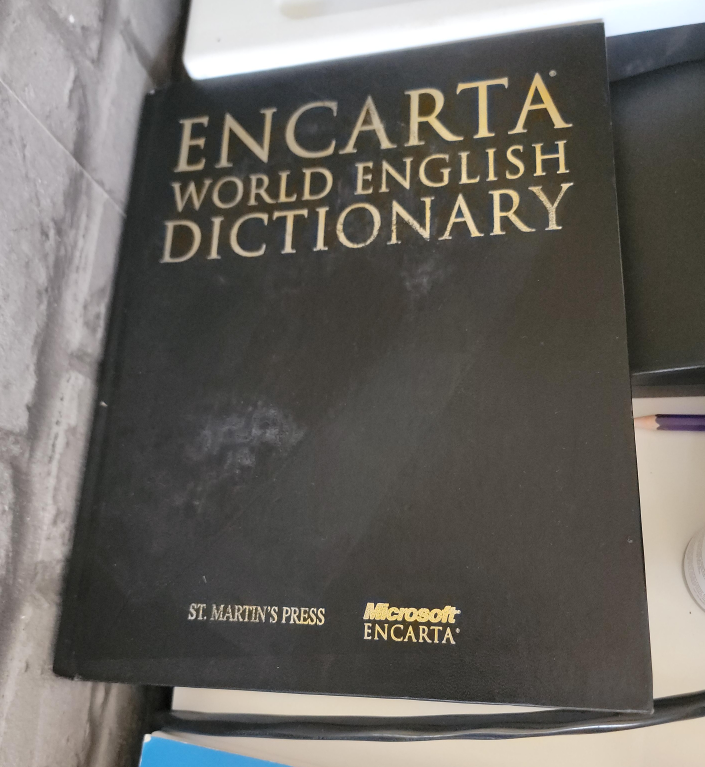 ENCARTA®
WORLD ENGLISH
DICTIONARY
ST. MARTIN'S PRESS
Microsoft®
ENCARTA®